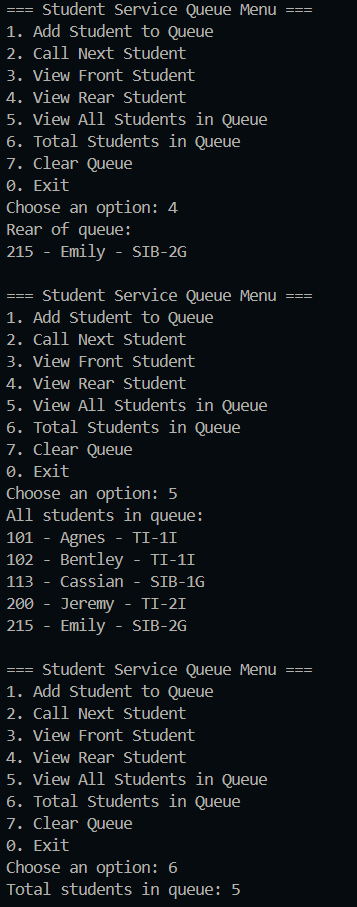 === Student Service Queue Menu ===
1. Add Student to Queue
2. Call Next Student
3. View Front Student
4. View Rear Student
5. View All Students in Queue
6. Total Students in Queue
7. Clear Queue
0. Exit
Choose an option: 4
Rear of queue:
215 - Emily - SIB-2G

=== Student Service Queue Menu ===
1. Add Student to Queue
2. Call Next Student
3. View Front Student
4. View Rear Student
5. View All Students in Queue
6. Total Students in Queue
7. Clear Queue
0. Exit
Choose an option: 5
All students in queue:
101 - Agnes - TI-1I
102 - Bentley - TI-1I
113 - Cassian - SIB-1G
200 - Jeremy - TI-2I
215 - Emily - SIB-2G

=== Student Service Queue Menu ===
1. Add Student to Queue
2. Call Next Student
3. View Front Student
4. View Rear Student
5. View All Students in Queue
6. Total Students in Queue
7. Clear Queue
0. Exit
Choose an option: 6
Total students in queue: 5